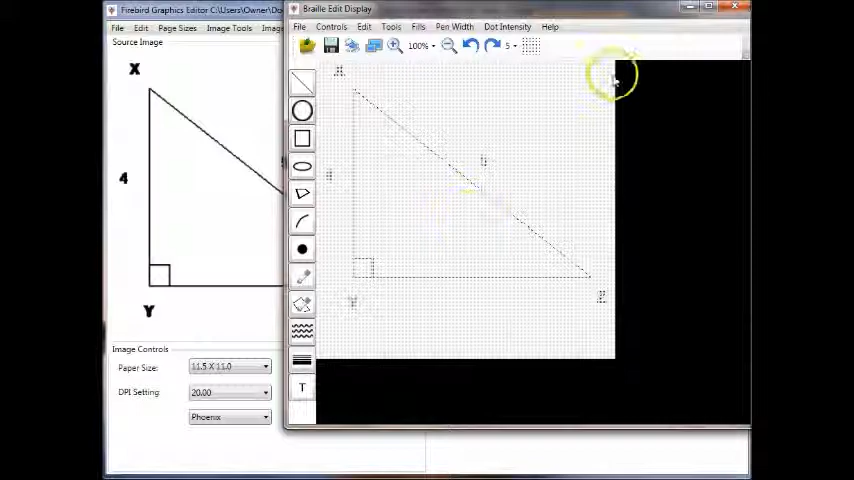 Firebird Graphics Editor C:\Users\Owner\Do
File Edit Page Sizes Image Tools
Source Image
X
4
Y
Image Controls
Paper Size: 11.5 X 11.0
DPI Setting: 20.00
Phoenix
Braille Edit Display
File Controls Edit Tools Fills Pen Width Dot Intensity Help
100% 5
T